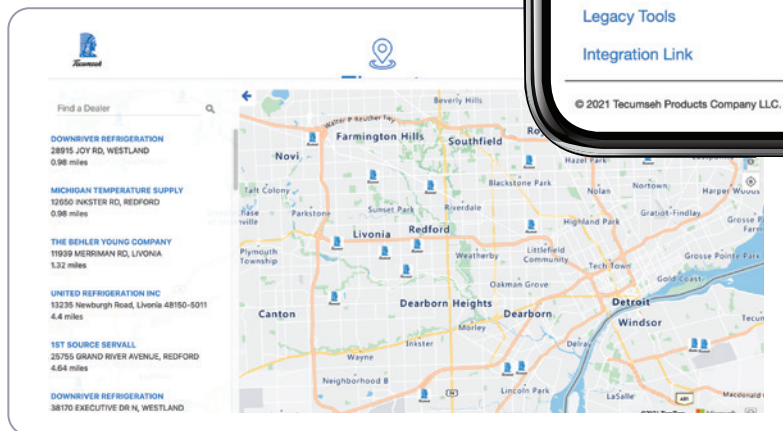 Legacy Tools
Integration Link
© 2021 Tecumseh Products Company LLC.
Tecumseh
Find a Dealer
DOWNRIVER REFRIGERATION
28915 JOY RD, WESTLAND
0.98 miles
MICHIGAN TEMPERATURE SUPPLY
12650 INKSTER RD, REDFORD
0.98 miles
THE BEHLER YOUNG COMPANY
11939 MERRIMAN RD, LIVONIA
1.32 miles
UNITED REFRIGERATION INC
13235 Newburgh Road, Livonia 48150-5011
4.4 miles
1ST SOURCE SERVALL
25755 GRAND RIVER AVENUE, REDFORD
4.64 miles
DOWNRIVER REFRIGERATION
38170 EXECUTIVE DR N, WESTLAND
Beverly Hills
Walter P Reuther Fwy
Farmington Hills
Southfield
Novi
Hazel Park
Taft Colony
Blackstone Park
Nolan
Nortown
Harper Woods
Parkstone
Sunset Park
Riverdale
Highland Park
Gratiot-Findlay
Grosse P
Farm
Livonia
Redford
Plymouth
Township
Weatherby
Littlefield
Community
Tech Town
Grosse Pointe Park
Oakman Grove
Gold Coast
Canton
Dearborn Heights
Dearborn
Detroit
Windsor
Tecum
Morley
Inkster
Delray
Wayne
Neighborhood B
Lincoln Park
LaSalle
Macdonald